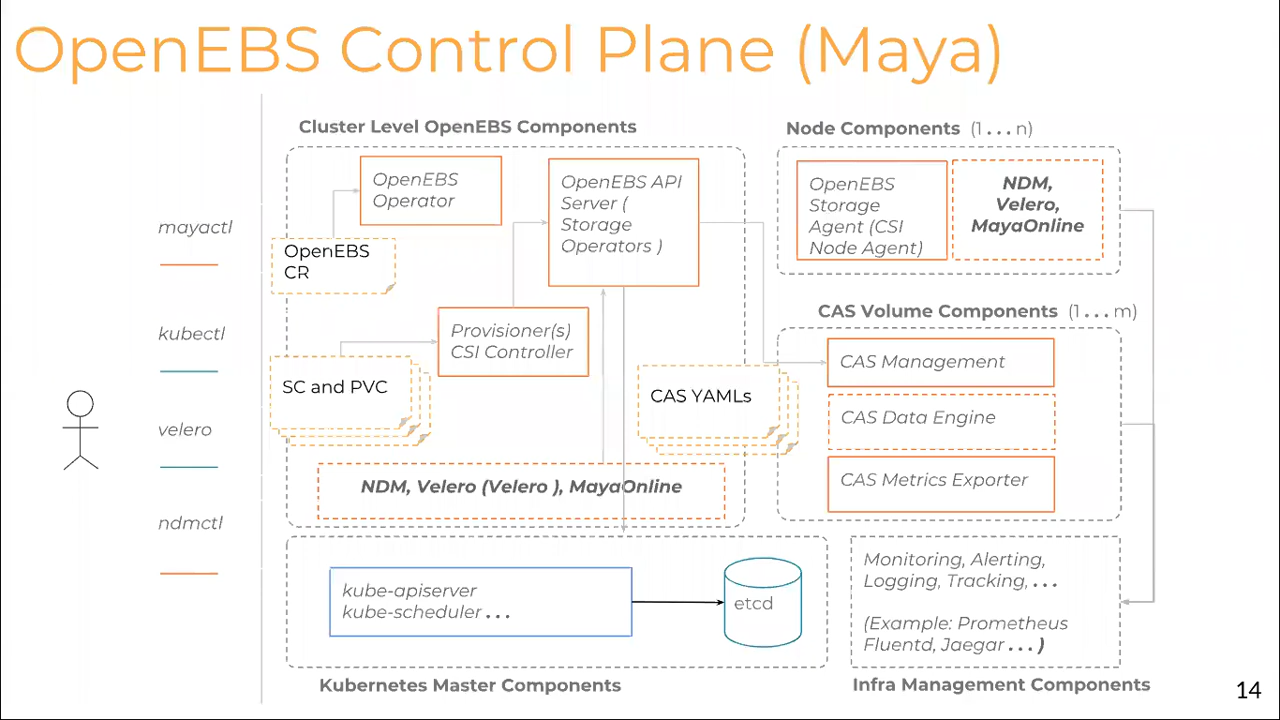 OpenEBS Control Plane (Maya)
Cluster Level OpenEBS Components
Node Components (1 . . . n)
OpenEBS
Operator
OpenEBS API
Server (
Storage
Operators )
OpenEBS
Storage
Agent (CSI
Node Agent)
NDM,
Velero,
MayaOnline
mayactl
OpenEBS
CR
kubectl
Provisioner(s)
CSI Controller
CAS Volume Components (1 . . . m)
CAS Management
SC and PVC
CAS YAMLs
CAS Data Engine
velero
CAS Metrics Exporter
NDM, Velero (Velero ), MayaOnline
ndmctl
kube-apiserver
kube-scheduler . . .
etcd
Monitoring, Alerting,
Logging, Tracking, . . .
(Example: Prometheus
Fluentd, Jaegar . . . )
Kubernetes Master Components
Infra Management Components
14